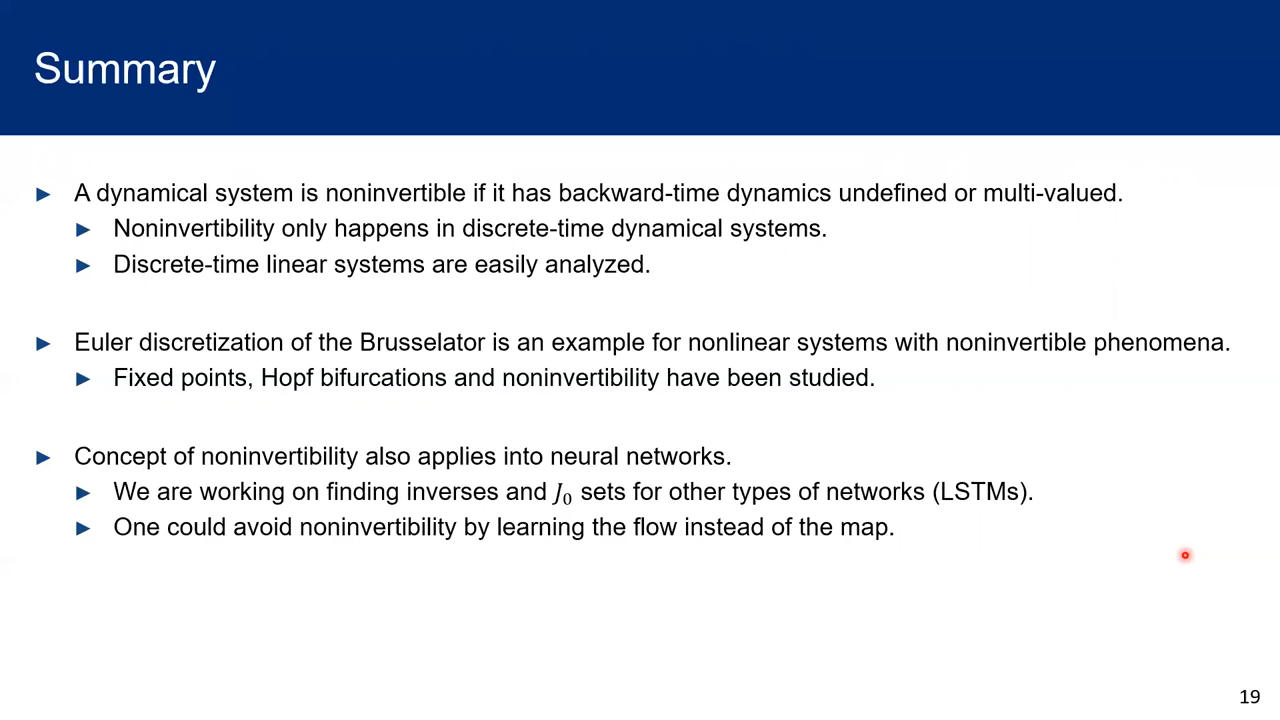 Summary
► A dynamical system is noninvertible if it has backward-time dynamics undefined or multi-valued.
► Noninvertibility only happens in discrete-time dynamical systems.
► Discrete-time linear systems are easily analyzed.
► Euler discretization of the Brusselator is an example for nonlinear systems with noninvertible phenomena.
► Fixed points, Hopf bifurcations and noninvertibility have been studied.
► Concept of noninvertibility also applies into neural networks.
► We are working on finding inverses and J₀ sets for other types of networks (LSTMs).
► One could avoid noninvertibility by learning the flow instead of the map.
19